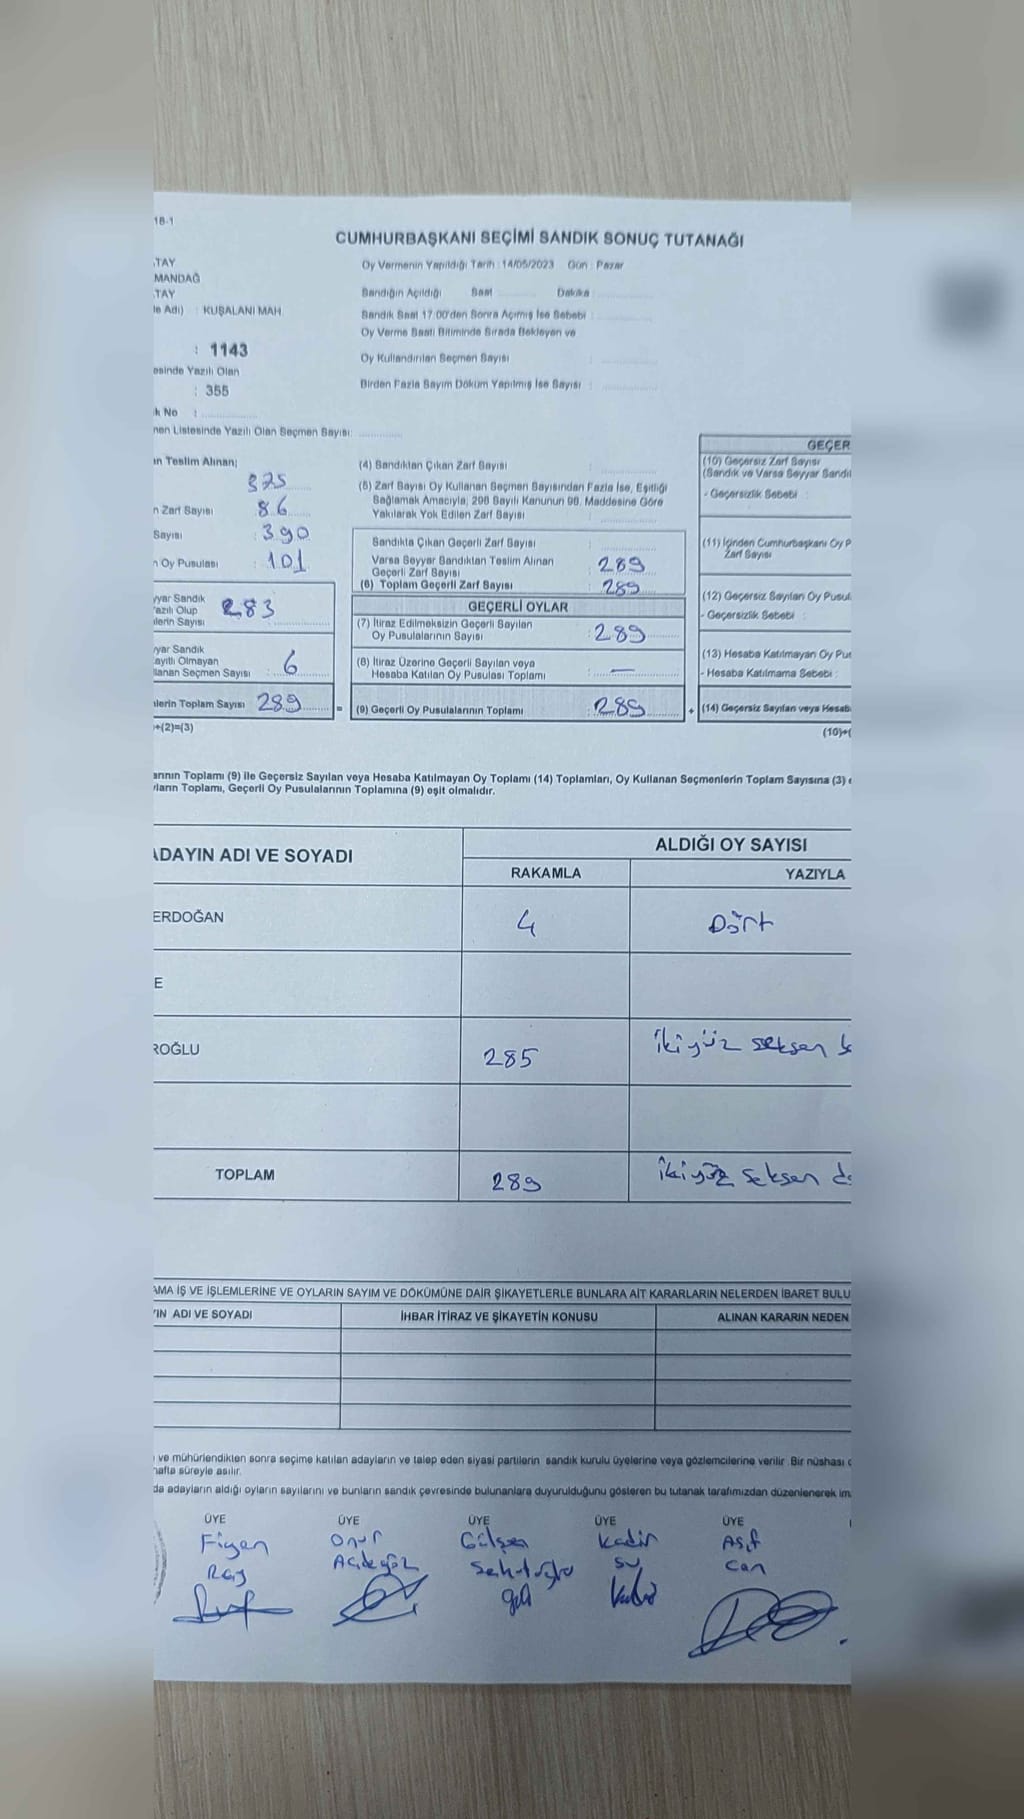 18-1
CUMHURBAŞKANI SEÇİMİ SANDIK SONUÇ TUTANAĞI
.TAY
MANDAĞ
.TAY
le Adı) : KUŞALANI MAH
: 1143
esinde Yazılı Olan
: 355
k No :
nen Listesinde Yazılı Olan Seçmen Sayısı:
Oy Vermenin Yapıldığı Tarih : 14/05/2023 Gün : Pazar
Sandığın Açıldığı Saat Dakika
Sandık Saat 17:00'den Sonra Açımış İse Sebebi :
Oy Verme Saati Bitiminde Sırada Bekleyen ve
Oy Kullandırılan Seçmen Sayısı :
Birden Fazla Sayım Döküm Yapılmış İse Sayısı :
ın Teslim Alınan;
325
n Zarf Sayısı 86
Sayısı : 390
n Oy Pusulası : 101
yyar Sandık
'azılı Olup
ilerin Sayısı 283
yyar Sandık
ayıtlı Olmayan
llanan Seçmen Sayısı 6
ilerin Toplam Sayısı 289 =
)+(2)=(3)
(4) Sandıktan Çıkan Zarf Sayısı :
(5) Zarf Sayısı Oy Kullanan Seçmen Sayısından Fazla İse, Eşitliği
Sağlamak Amacıyla, 298 Sayılı Kanunun 98. Maddesine Göre
Yakılarak Yok Edilen Zarf Sayısı :
Sandıkta Çıkan Geçerli Zarf Sayısı :
Varsa Seyyar Sandıktan Teslim Alınan
Geçerli Zarf Sayısı : 289
(6) Toplam Geçerli Zarf Sayısı : 289
GEÇERLİ OYLAR
(7) İtiraz Edilmeksizin Geçerli Sayılan
Oy Pusulalarının Sayısı : 289
(8) İtiraz Üzerine Geçerli Sayılan veya
Hesaba Katılan Oy Pusulası Toplamı : —
(9) Geçerli Oy Pusulalarının Toplamı : 289 +
GEÇER
(10) Geçersiz Zarf Sayısı
(Sandık ve Varsa Seyyar Sandı
- Geçersizlik Sebebi :
(11) İçinden Cumhurbaşkanı Oy P
Zarf Sayısı
(12) Geçersiz Sayılan Oy Pusul
- Geçersizlik Sebebi :
(13) Hesaba Katılmayan Oy Pus
- Hesaba Katılmama Sebebi :
(14) Geçersiz Sayılan veya Hesab
(10)+(
arının Toplamı (9) ile Geçersiz Sayılan veya Hesaba Katılmayan Oy Toplamı (14) Toplamları, Oy Kullanan Seçmenlerin Toplam Sayısına (3) e
yların Toplamı, Geçerli Oy Pusulalarının Toplamına (9) eşit olmalıdır.
ADAYIN ADI VE SOYADI
ALDIĞI OY SAYISI
RAKAMLA YAZIYLA
ERDOĞAN 4 Dört
E
ROĞLU 285 ikiyüz seksen b
TOPLAM 289 ikiyüz seksen do
AMA İŞ VE İŞLEMLERİNE VE OYLARIN SAYIM VE DÖKÜMÜNE DAİR ŞİKAYETLERLE BUNLARA AİT KARARLARIN NELERDEN İBARET BULU
'IN ADI VE SOYADI İHBAR İTİRAZ VE ŞİKAYETİN KONUSU ALINAN KARARIN NEDEN
ve mühürlendikten sonra seçime katılan adayların ve talep eden siyasi partilerin sandık kurulu üyelerine veya gözlemcilerine verilir. Bir nüshası
hafta süreyle asılır.
da adayların aldığı oyların sayılarını ve bunların sandık çevresinde bulunanlara duyurulduğunu gösteren bu tutanak tarafımızdan düzenlenerek im
ÜYE ÜYE ÜYE ÜYE ÜYE
Onur Gülşen Kadir Asıf
Açıkgöz Su Can